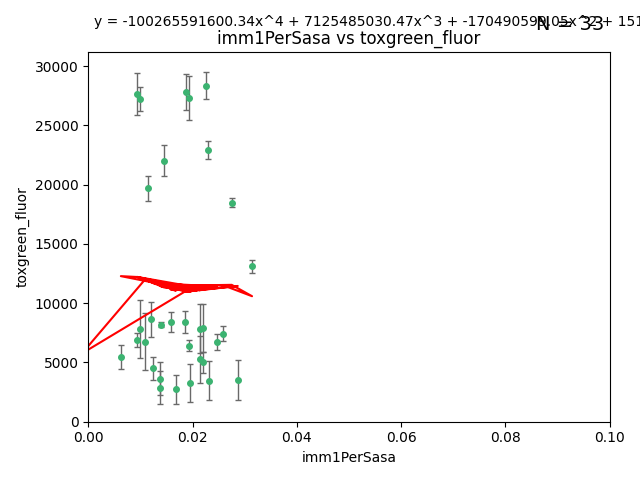 y = -100265591600.34x^4 + 7125485030.47x^3 + + 151
N = 33
imm1PerSasa vs toxgreen_fluor
30000
25000
20000
15000
10000
5000
0
toxgreen_fluor
0.00 0.02 0.04 0.06 0.08 0.10
imm1PerSasa